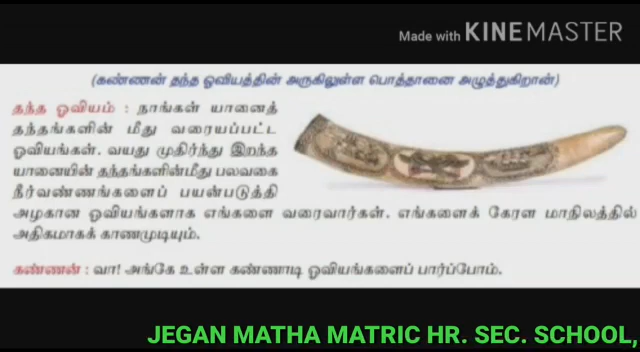 Made with KINEMASTER
(கண்ணன் தந்த ஓவியத்தின் அருகிலுள்ள பொத்தானை அழுத்துகிறான்)
தந்த ஓவியம் : நாங்கள் யானைத்
தந்தங்களின் மீது வரையப்பட்ட
ஓவியங்கள். வயது முதிர்ந்து இறந்த
யானையின் தந்தங்களின்மீது பலவகை
நீர்வண்ணங்களைப் பயன்படுத்தி
அழகான ஓவியங்களாக எங்களை வரைவார்கள். எங்களைக் கேரள மாநிலத்தில்
அதிகமாகக் காணமுடியும்.
கண்ணன் : வா! அங்கே உள்ள கண்ணாடி ஓவியங்களைப் பார்ப்போம்.
JEGAN MATHA MATRIC HR. SEC. SCHOOL,